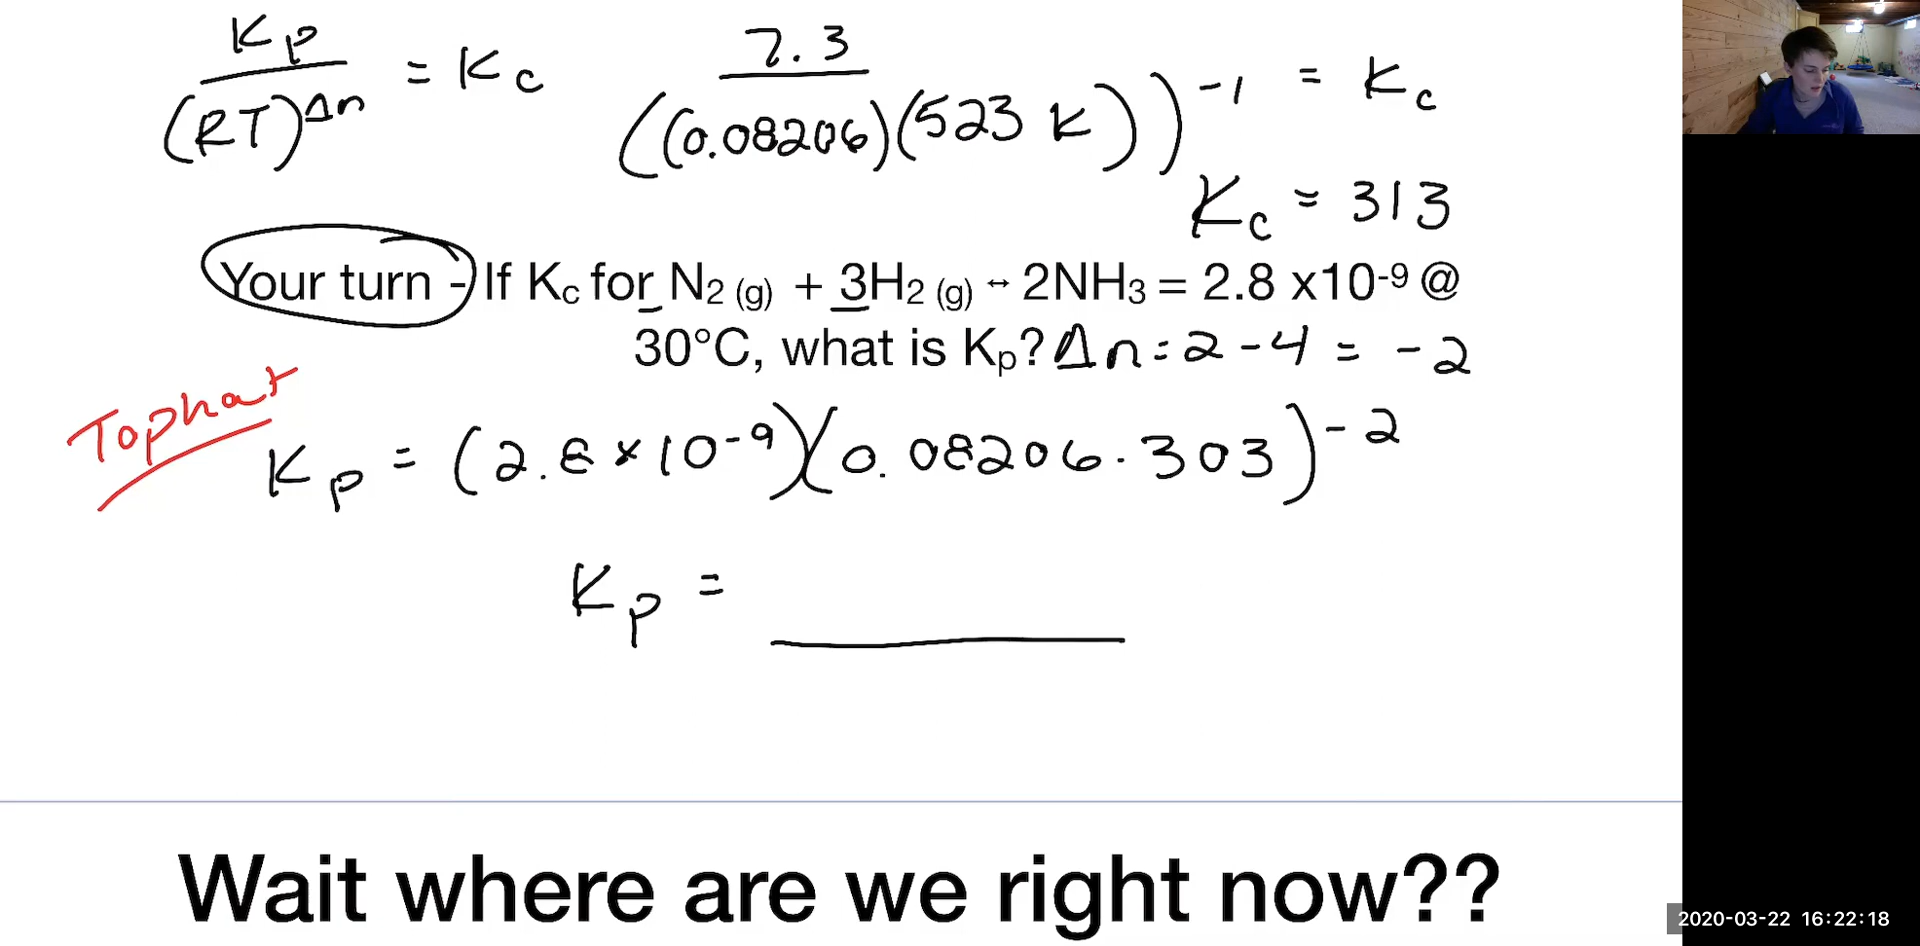 Kp/(RT)^Δn = Kc    7.3/((0.08206)(523 K))^-1 = Kc
Kc = 313
Your turn - If Kc for N2 (g) + 3H2 (g) ↔ 2NH3 = 2.8 x10-9 @
30°C, what is Kp? Δn = 2 - 4 = -2
Tophat
Kp = (2.8 × 10^-9)(0.08206 · 303)^-2
Kp = ________
Wait where are we right now??
2020-03-22 16:22:18